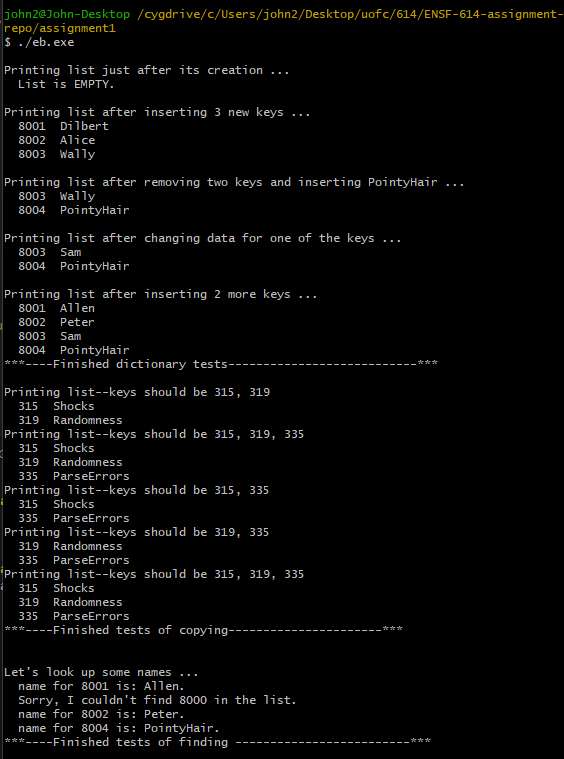 john2@John-Desktop /cygdrive/c/Users/john2/Desktop/uofc/614/ENSF-614-assignment-
repo/assignment1
$ ./eb.exe
Printing list just after its creation ...
  List is EMPTY.
Printing list after inserting 3 new keys ...
  8001  Dilbert
  8002  Alice
  8003  Wally
Printing list after removing two keys and inserting PointyHair ...
  8003  Wally
  8004  PointyHair
Printing list after changing data for one of the keys ...
  8003  Sam
  8004  PointyHair
Printing list after inserting 2 more keys ...
  8001  Allen
  8002  Peter
  8003  Sam
  8004  PointyHair
***----Finished dictionary tests---------------------------***
Printing list--keys should be 315, 319
  315  Shocks
  319  Randomness
Printing list--keys should be 315, 319, 335
  315  Shocks
  319  Randomness
  335  ParseErrors
Printing list--keys should be 315, 335
  315  Shocks
  335  ParseErrors
Printing list--keys should be 319, 335
  319  Randomness
  335  ParseErrors
Printing list--keys should be 315, 319, 335
  315  Shocks
  319  Randomness
  335  ParseErrors
***----Finished tests of copying----------------------***
Let's look up some names ...
  name for 8001 is: Allen.
  Sorry, I couldn't find 8000 in the list.
  name for 8002 is: Peter.
  name for 8004 is: PointyHair.
***----Finished tests of finding -------------------------***